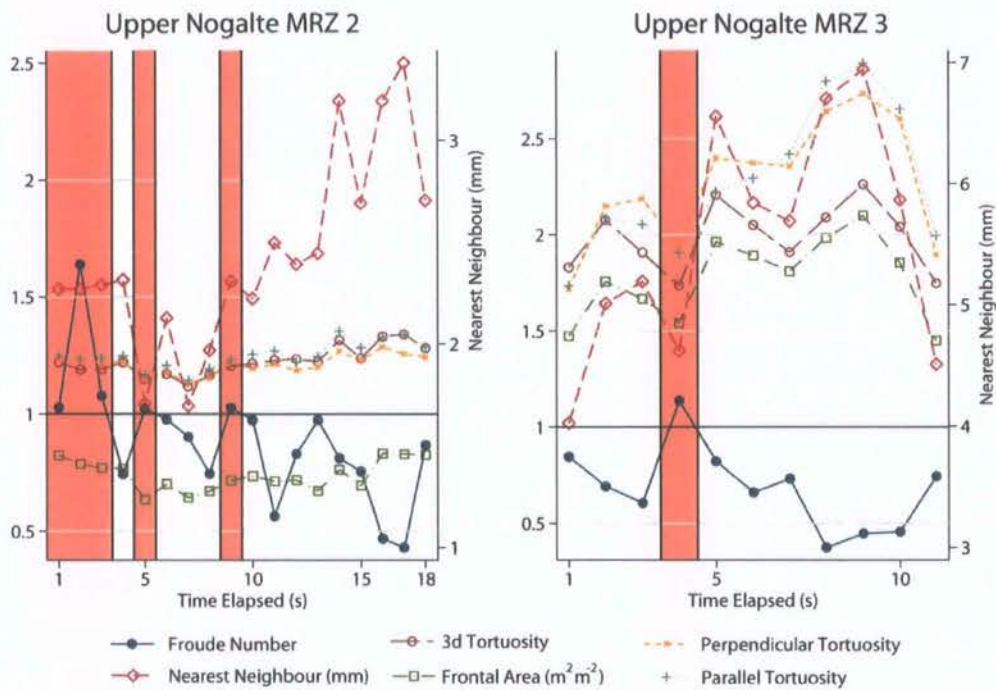 Upper Nogalte MRZ 2
Upper Nogalte MRZ 3
2.5
2
1.5
1
0.5
3
2
1
Nearest Neighbour (mm)
1
5
10
15
18
Time Elapsed (s)
2.5
2
1.5
1
0.5
7
6
5
4
3
Nearest Neighbour (mm)
1
5
10
Time Elapsed (s)
Froude Number
3d Tortuosity
Perpendicular Tortuosity
Nearest Neighbour (mm)
Frontal Area (m² m⁻²)
Parallel Tortuosity